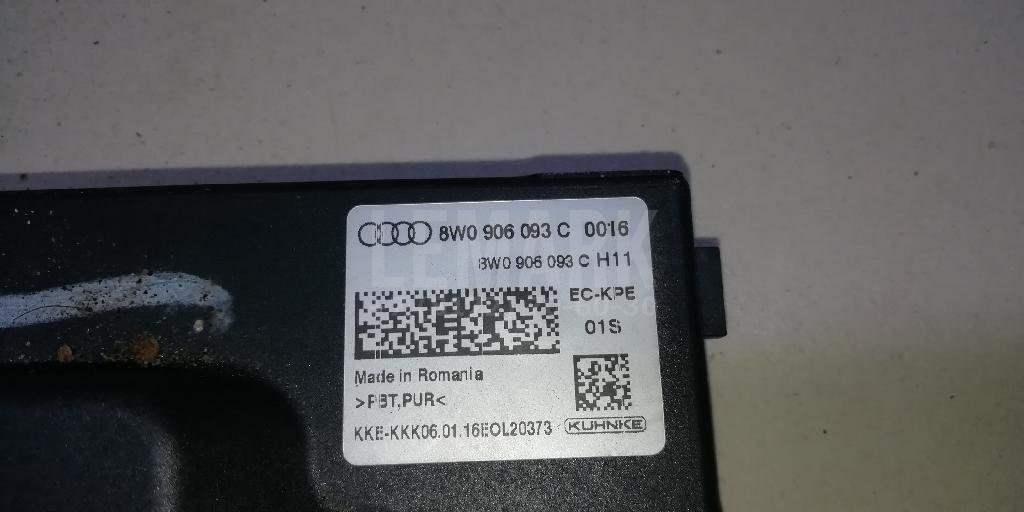 8W0 906 093 C 0016
8W0 906 093 C H11
EC-KPE
01S
Made in Romania
>PBT,PUR<
KKE-KKK06.01.16EOL20373
KUHNKE
LEMARK